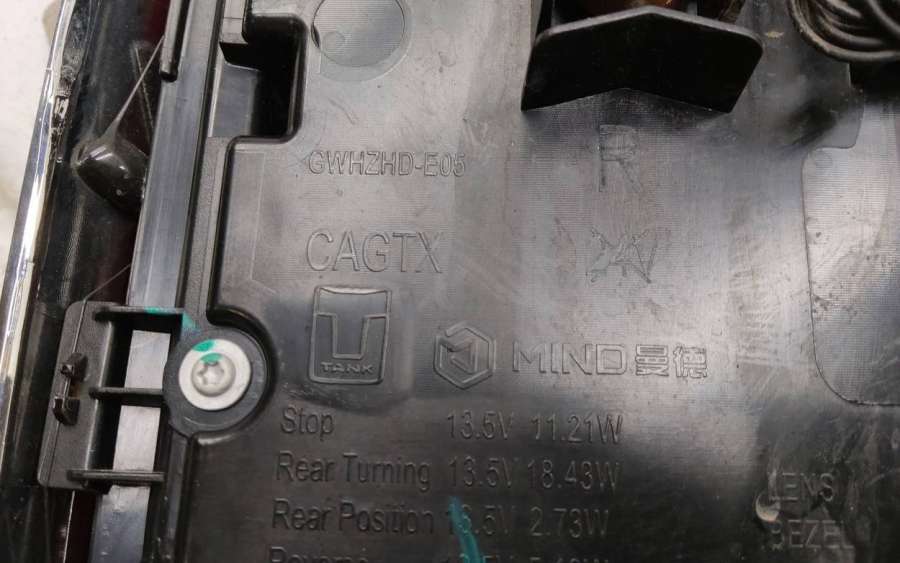 GWHZHD-E05
R
CAGTX
TANK
MIND曼德
Stop 13.5V 11.21W
Rear Turning 13.5V 18.43W
Rear Position 13.5V 2.73W
LENS
BEZEL
Reverse